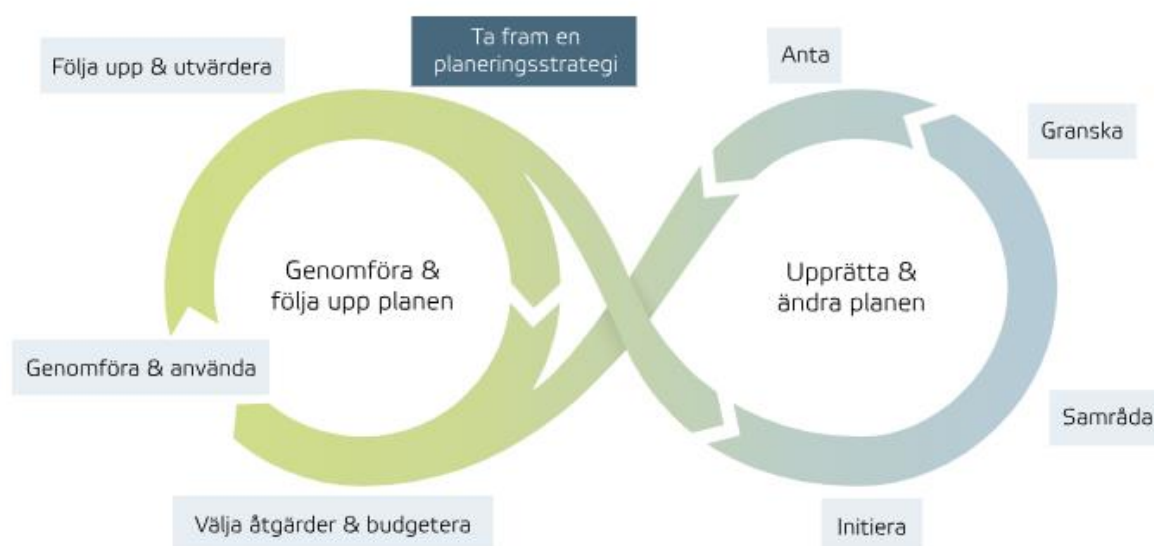 Ta fram en
planeringsstrategi
Följa upp & utvärdera
Anta
Granska
Genomföra &
följa upp planen
Upprätta &
ändra planen
Genomföra & använda
Samråda
Välja åtgärder & budgetera
Initiera